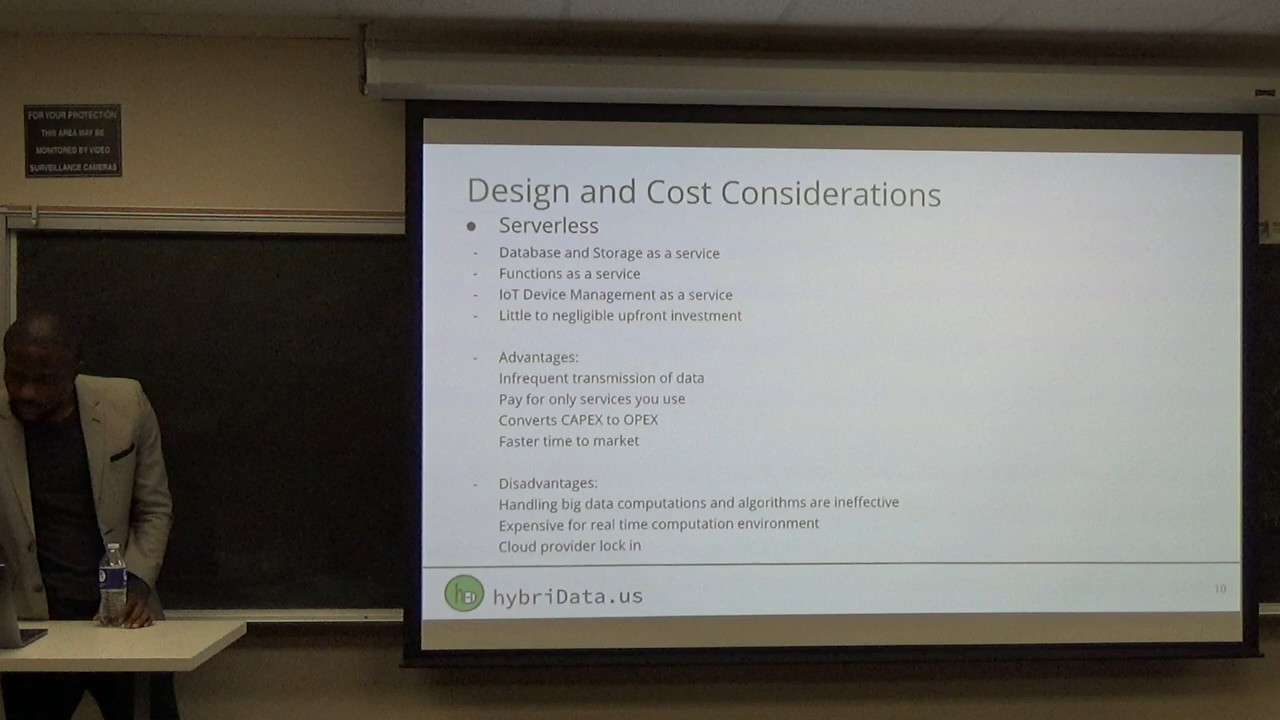 FOR YOUR PROTECTION
THIS AREA MAY BE
MONITORED BY VIDEO
SURVEILLANCE CAMERAS
Design and Cost Considerations
● Serverless
- Database and Storage as a service
- Functions as a service
- IoT Device Management as a service
- Little to negligible upfront investment
- Advantages:
Infrequent transmission of data
Pay for only services you use
Converts CAPEX to OPEX
Faster time to market
- Disadvantages:
Handling big data computations and algorithms are ineffective
Expensive for real time computation environment
Cloud provider lock in
hybriData.us
10